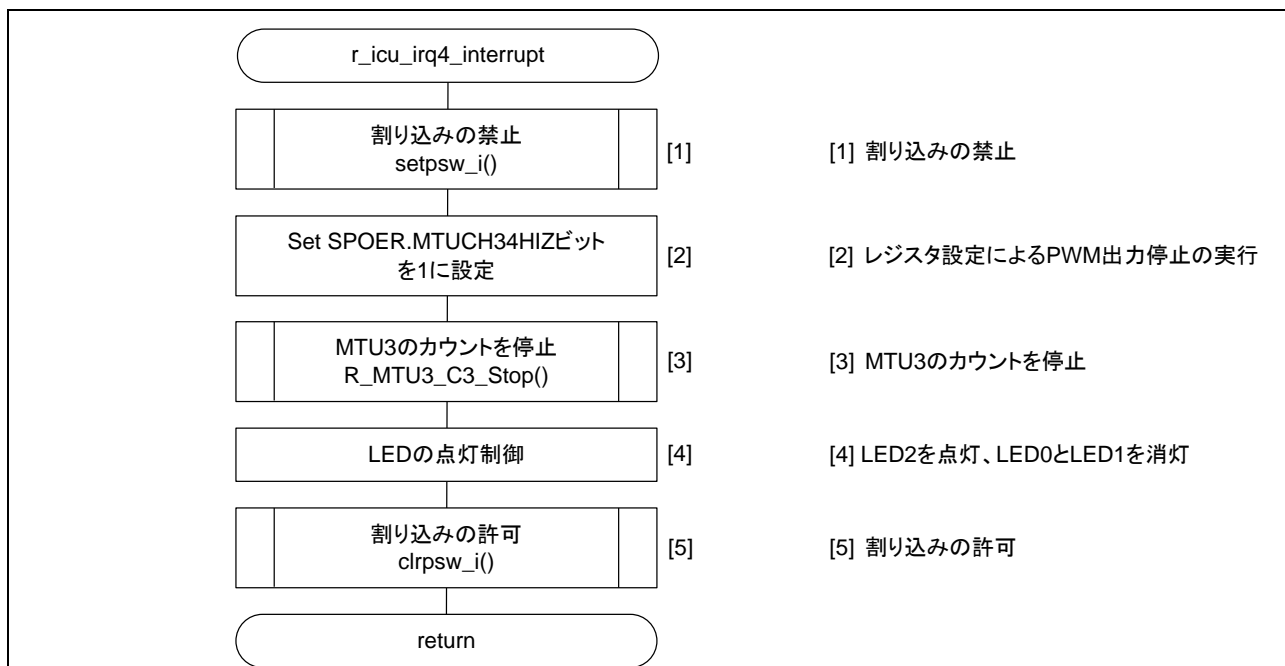 r_icu_irq4_interrupt
割り込みの禁止
setpsw_i()
[1]
[1] 割り込みの禁止
Set SPOER.MTUCH34HIZビット
を1に設定
[2]
[2] レジスタ設定によるPWM出力停止の実行
MTU3のカウントを停止
R_MTU3_C3_Stop()
[3]
[3] MTU3のカウントを停止
LEDの点灯制御
[4]
[4] LED2を点灯、LED0とLED1を消灯
割り込みの許可
clrpsw_i()
[5]
[5] 割り込みの許可
return